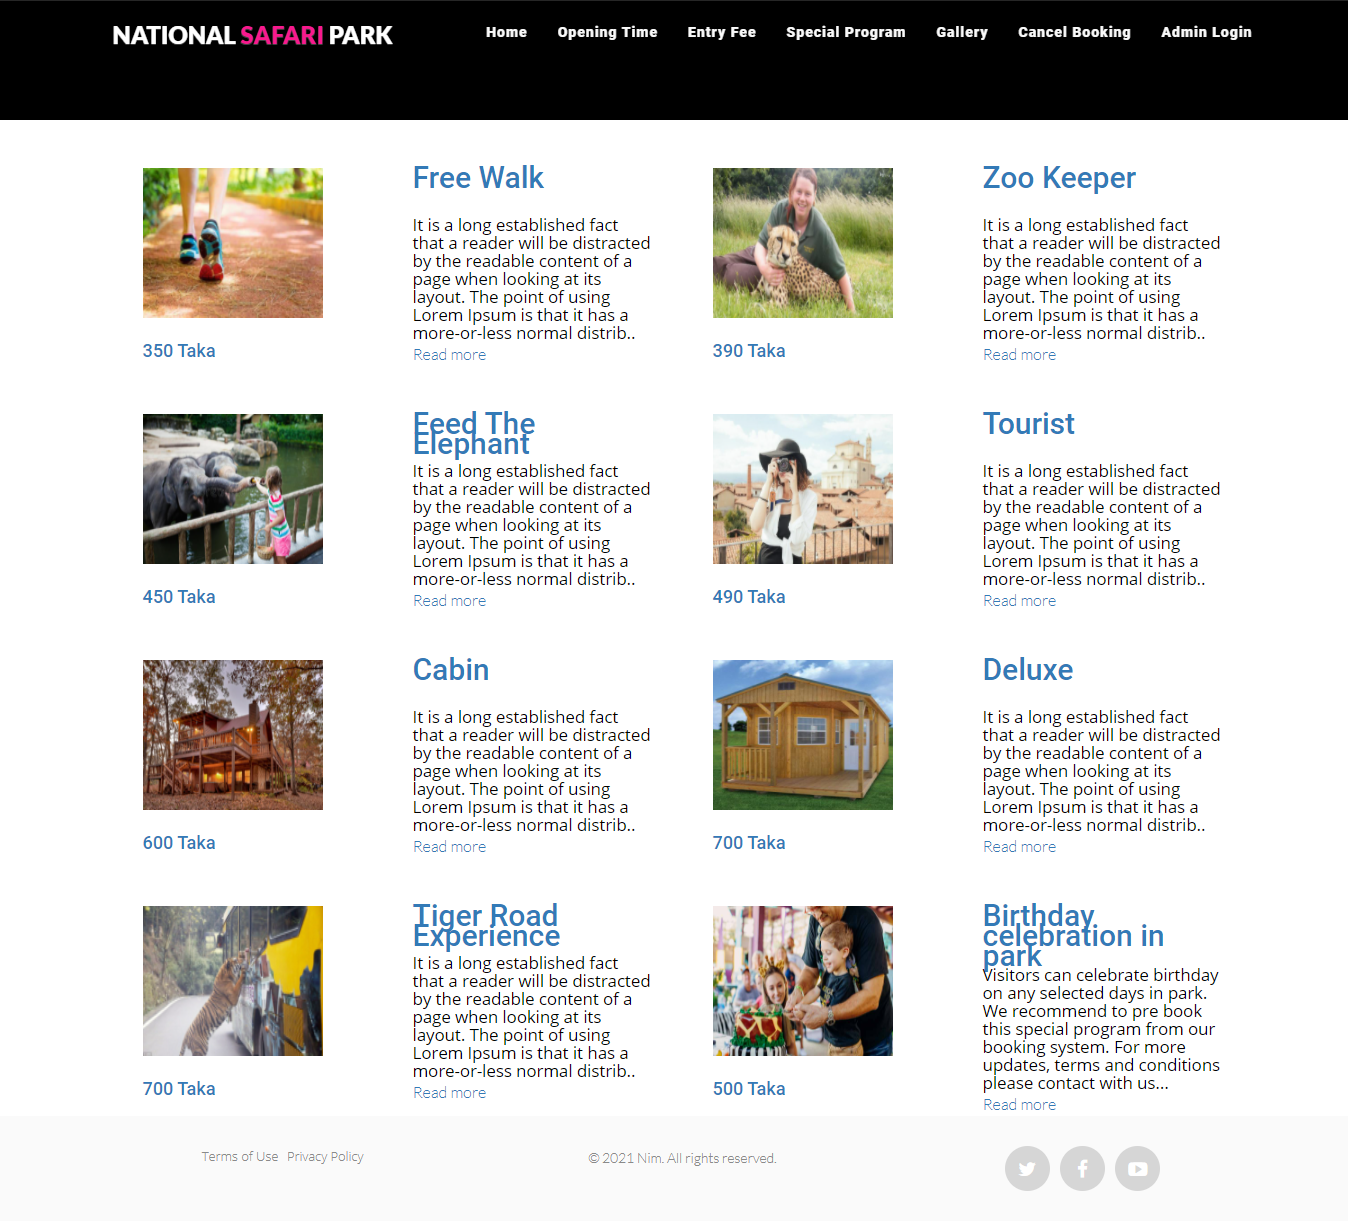 NATIONAL SAFARI PARK
Home Opening Time Entry Fee Special Program Gallery Cancel Booking Admin Login
Free Walk
It is a long established fact
that a reader will be distracted
by the readable content of a
page when looking at its
layout. The point of using
Lorem Ipsum is that it has a
more-or-less normal distrib..
Read more
350 Taka
Zoo Keeper
It is a long established fact
that a reader will be distracted
by the readable content of a
page when looking at its
layout. The point of using
Lorem Ipsum is that it has a
more-or-less normal distrib..
Read more
390 Taka
Feed The
Elephant
It is a long established fact
that a reader will be distracted
by the readable content of a
page when looking at its
layout. The point of using
Lorem Ipsum is that it has a
more-or-less normal distrib..
Read more
450 Taka
Tourist
It is a long established fact
that a reader will be distracted
by the readable content of a
page when looking at its
layout. The point of using
Lorem Ipsum is that it has a
more-or-less normal distrib..
Read more
490 Taka
Cabin
It is a long established fact
that a reader will be distracted
by the readable content of a
page when looking at its
layout. The point of using
Lorem Ipsum is that it has a
more-or-less normal distrib..
Read more
600 Taka
Deluxe
It is a long established fact
that a reader will be distracted
by the readable content of a
page when looking at its
layout. The point of using
Lorem Ipsum is that it has a
more-or-less normal distrib..
Read more
700 Taka
Tiger Road
Experience
It is a long established fact
that a reader will be distracted
by the readable content of a
page when looking at its
layout. The point of using
Lorem Ipsum is that it has a
more-or-less normal distrib..
Read more
700 Taka
Birthday
celebration in
park
Visitors can celebrate birthday
on any selected days in park.
We recommend to pre book
this special program from our
booking system. For more
updates, terms and conditions
please contact with us...
Read more
500 Taka
Terms of Use Privacy Policy
© 2021 Nim. All rights reserved.